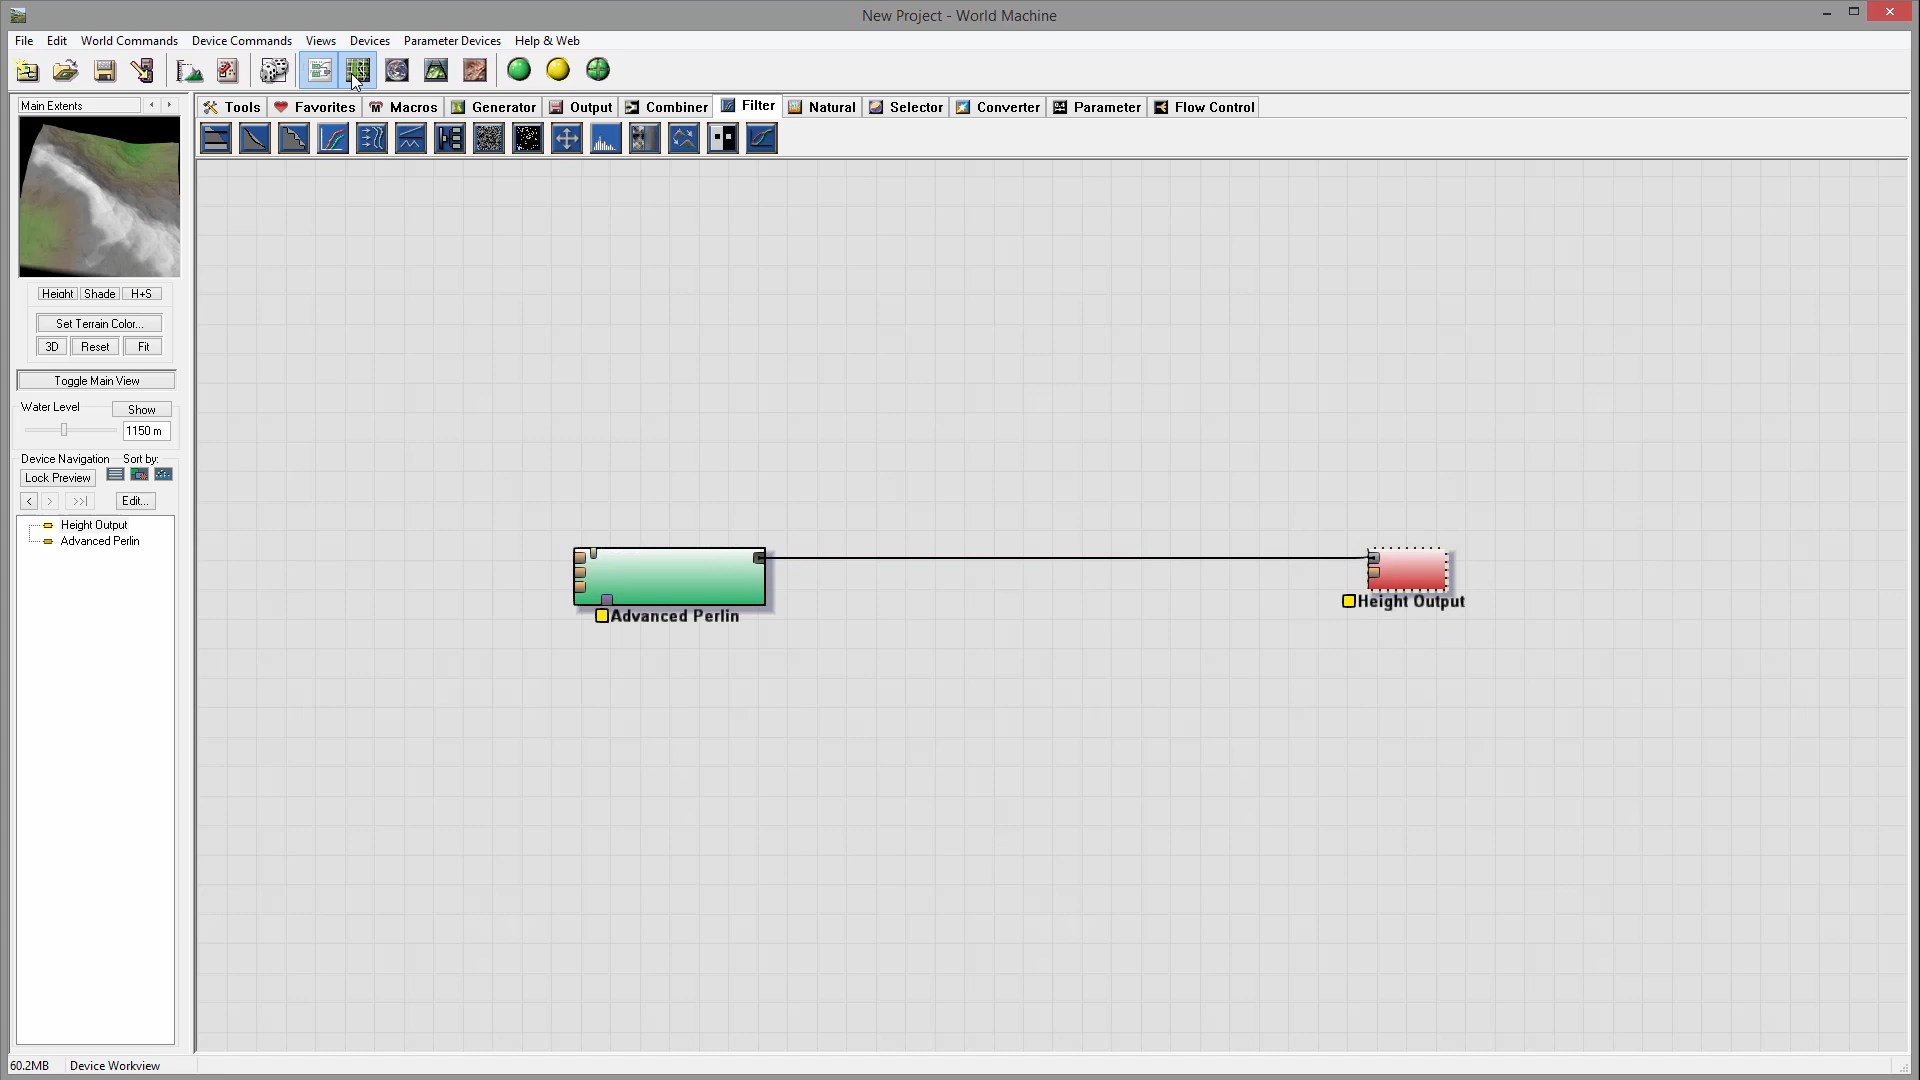 New Project - World Machine
File Edit World Commands Device Commands Views Devices Parameter Devices Help & Web
Main Extents
Tools Favorites Macros Generator Output Combiner Filter Natural Selector Converter Parameter Flow Control
Height Shade H+S
Set Terrain Color...
3D Reset Fit
Toggle Main View
Water Level Show
1150 m
Device Navigation Sort by:
Lock Preview
< > >>| Edit...
Height Output
Advanced Perlin
Advanced Perlin
Height Output
60.2MB Device Workview